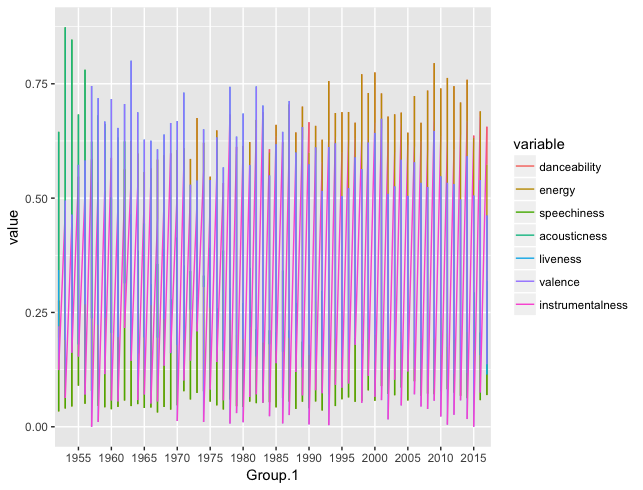 value
0.75
0.50
0.25
0.00
1955 1960 1965 1970 1975 1980 1985 1990 1995 2000 2005 2010 2015
Group.1
variable
danceability
energy
speechiness
acousticness
liveness
valence
instrumentalness